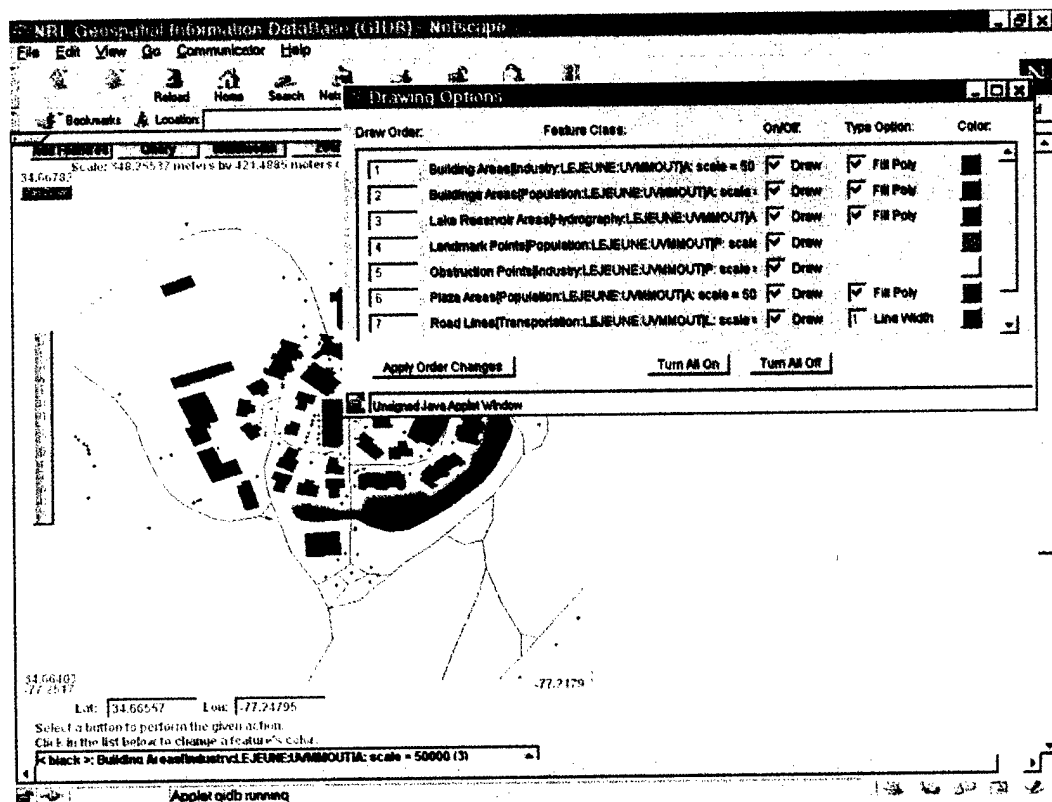 NRL Geospatial Information DataBase (GIDB) - Netscape
File Edit View Go Communicator Help
Reload Home Search
Bookmarks Location:
Drawing Options
Draw Order: Feature Class: On/Off: Type Option: Color:
1 Building Areas|Industry:LEJEUNE:UVMMOUT|A: scale = 50 Draw Fill Poly
2 Buildings Areas|Population:LEJEUNE:UVMMOUT|A: scale = Draw Fill Poly
3 Lake Reservoir Areas|Hydrography:LEJEUNE:UVMMOUT|A Draw Fill Poly
4 Landmark Points|Population:LEJEUNE:UVMMOUT|P: scale Draw
5 Obstruction Points|Industry:LEJEUNE:UVMMOUT|P: scale = Draw
6 Plaza Areas|Population:LEJEUNE:UVMMOUT|A: scale = 50 Draw Fill Poly
7 Road Lines|Transportation:LEJEUNE:UVMMOUT|L: scale = Draw 1 Line Width
Apply Order Changes Turn All On Turn All Off
Unsigned Java Applet Window
Add Features Query
Scale: 348.25537 meters by 421.4885 meters
34.66782
34.66402
-77.2517
-77.2479
Lat: 34.66557 Lon: -77.24795
Select a button to perform the given action.
Click in the list below to change a feature's color.
< black >: Building Areas|Industry:LEJEUNE:UVMMOUT|A: scale = 50000 (3)
Applet gidb running